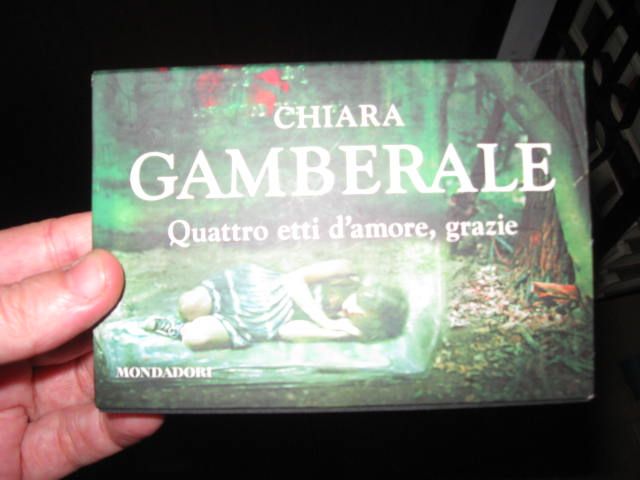 CHIARA
GAMBERALE
Quattro etti d'amore, grazie
MONDADORI